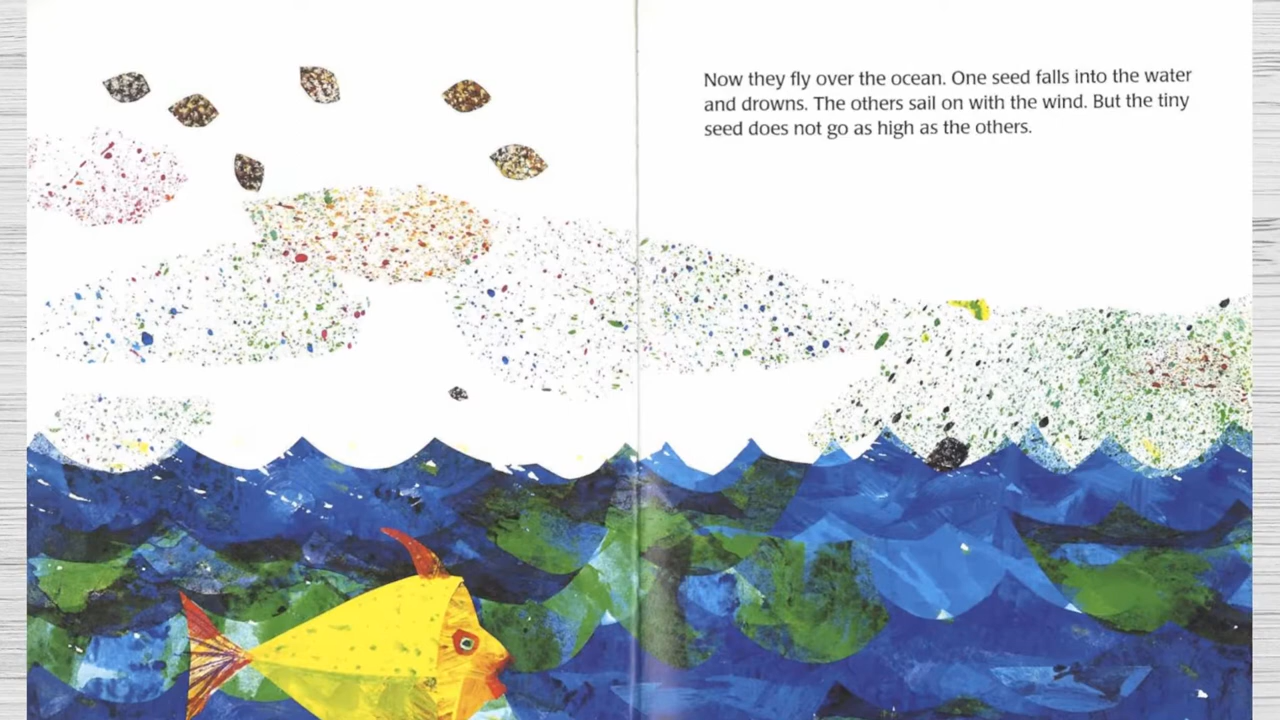 Now they fly over the ocean. One seed falls into the water
and drowns. The others sail on with the wind. But the tiny
seed does not go as high as the others.